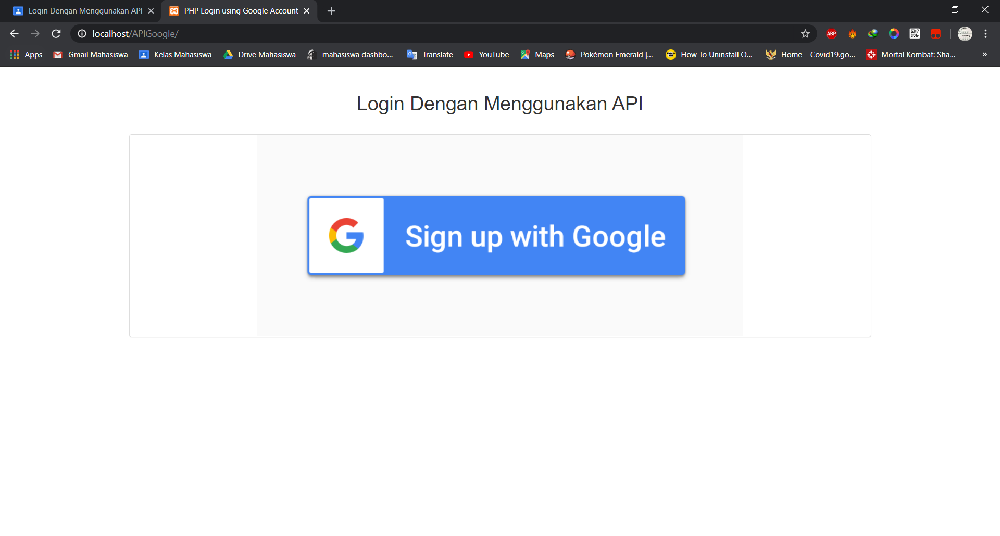 Login Dengan Menggunakan API
PHP Login using Google Account
localhost/APIGoogle/
ABP
Apps
Gmail Mahasiswa
Kelas Mahasiswa
Drive Mahasiswa
mahasiswa dashbo...
Translate
YouTube
Maps
Pokémon Emerald |...
How To Uninstall O...
Home – Covid19.go...
Mortal Kombat: Sha...
»
Login Dengan Menggunakan API
Sign up with Google